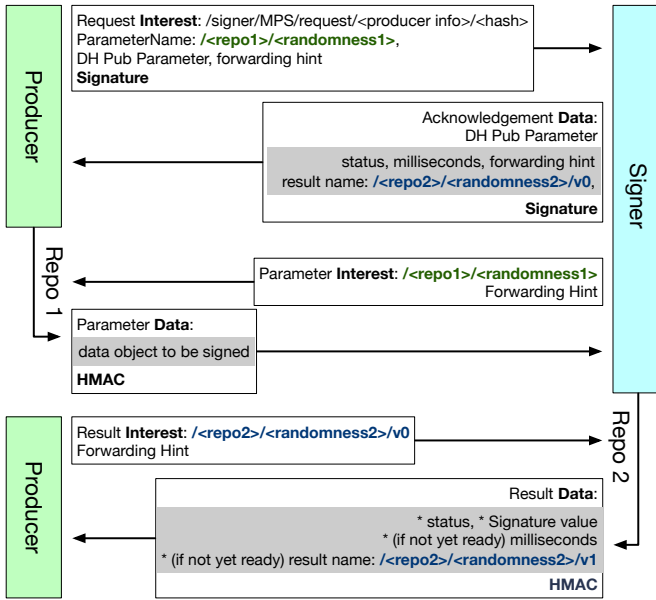 Producer
Request Interest: /signer/MPS/request/<producer info>/<hash>
ParameterName: /<repo1>/<randomness1>,
DH Pub Parameter, forwarding hint
Signature
Signer
Acknowledgement Data:
DH Pub Parameter
status, milliseconds, forwarding hint
result name: /<repo2>/<randomness2>/v0,
Signature
Repo 1
Parameter Interest: /<repo1>/<randomness1>
Forwarding Hint
Parameter Data:
data object to be signed
HMAC
Repo 2
Producer
Result Interest: /<repo2>/<randomness2>/v0
Forwarding Hint
Result Data:
* status, * Signature value
* (if not yet ready) milliseconds
* (if not yet ready) result name: /<repo2>/<randomness2>/v1
HMAC